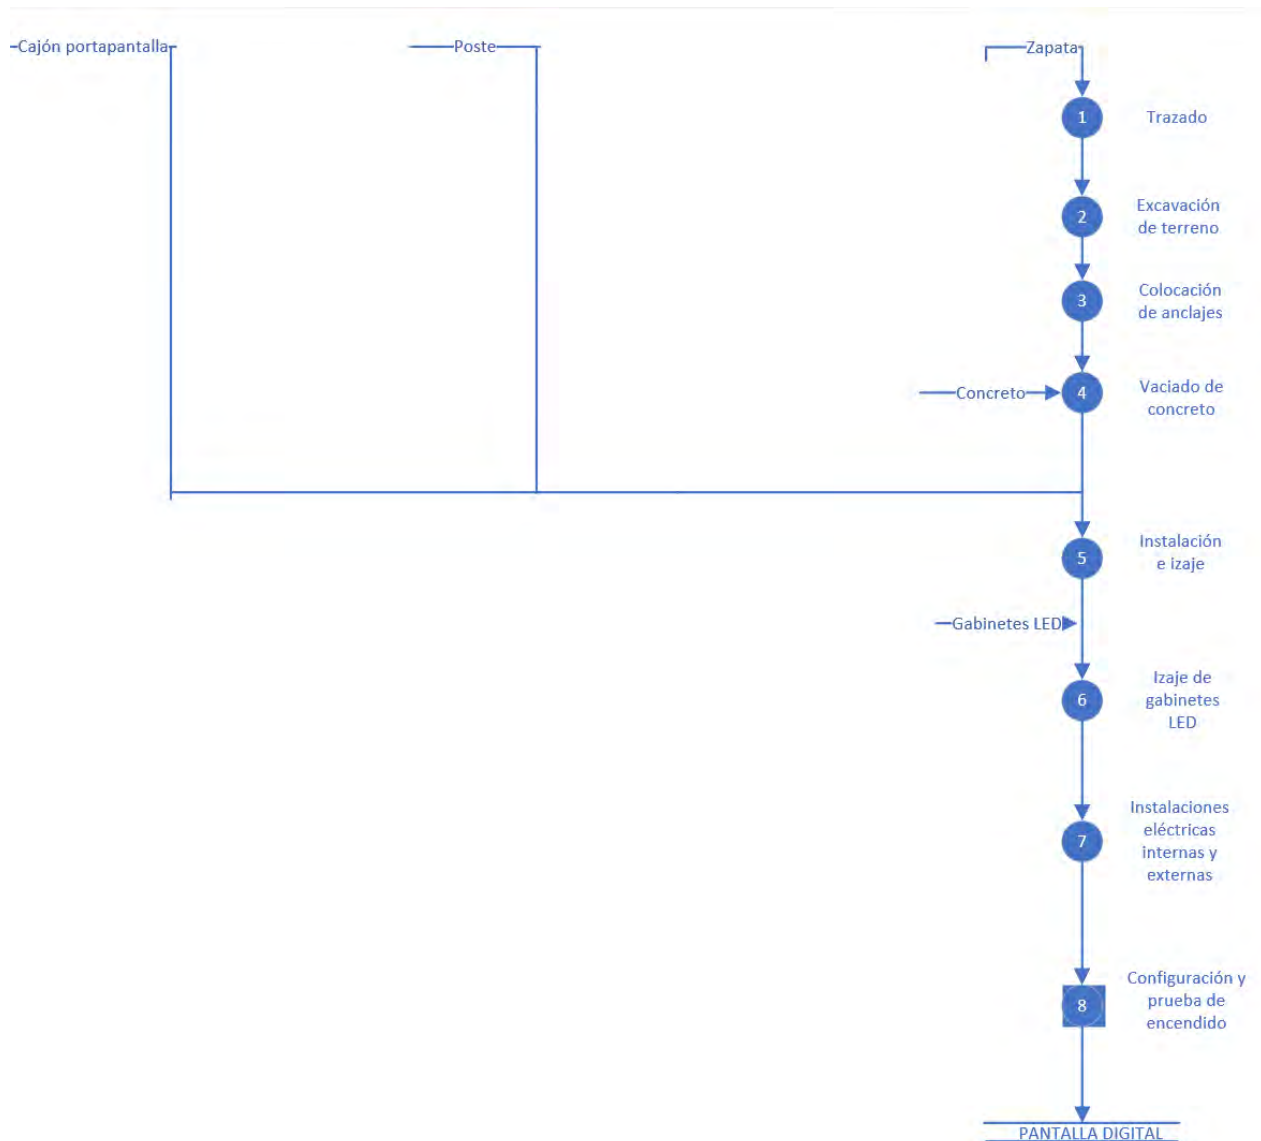 Cajón portapantalla
Poste
Zapata
1
Trazado
2
Excavación
de terreno
3
Colocación
de anclajes
Concreto
4
Vaciado de
concreto
5
Instalación
e izaje
Gabinetes LED
6
Izaje de
gabinetes
LED
7
Instalaciones
eléctricas
internas y
externas
8
Configuración y
prueba de
encendido
PANTALLA DIGITAL